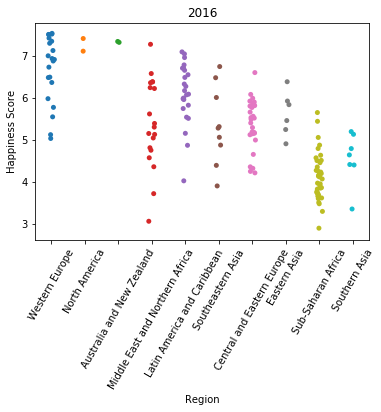 2016
Happiness Score
7
6
5
4
3
Western Europe
North America
Australia and New Zealand
Middle East and Northern Africa
Latin America and Caribbean
Southeastern Asia
Central and Eastern Europe
Eastern Asia
Sub-Saharan Africa
Southern Asia
Region